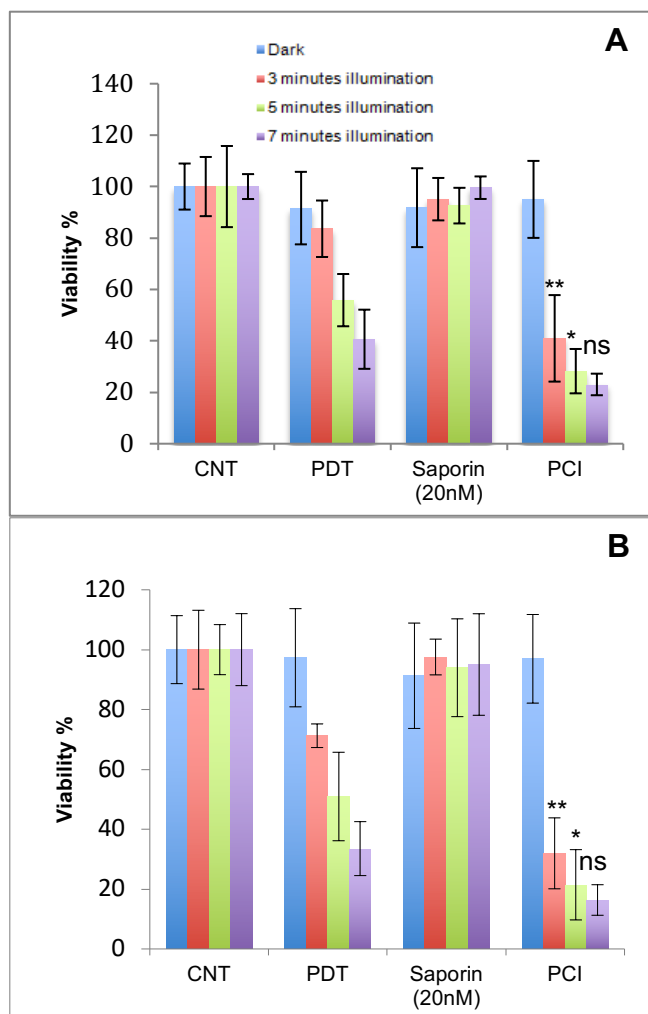 A
Dark
3 minutes illumination
5 minutes illumination
7 minutes illumination
140
120
100
80
60
40
20
0
Viability %
**
*
ns
CNT
PDT
Saporin
(20nM)
PCI
B
120
100
80
60
40
20
0
Viability %
**
*
ns
CNT
PDT
Saporin
(20nM)
PCI